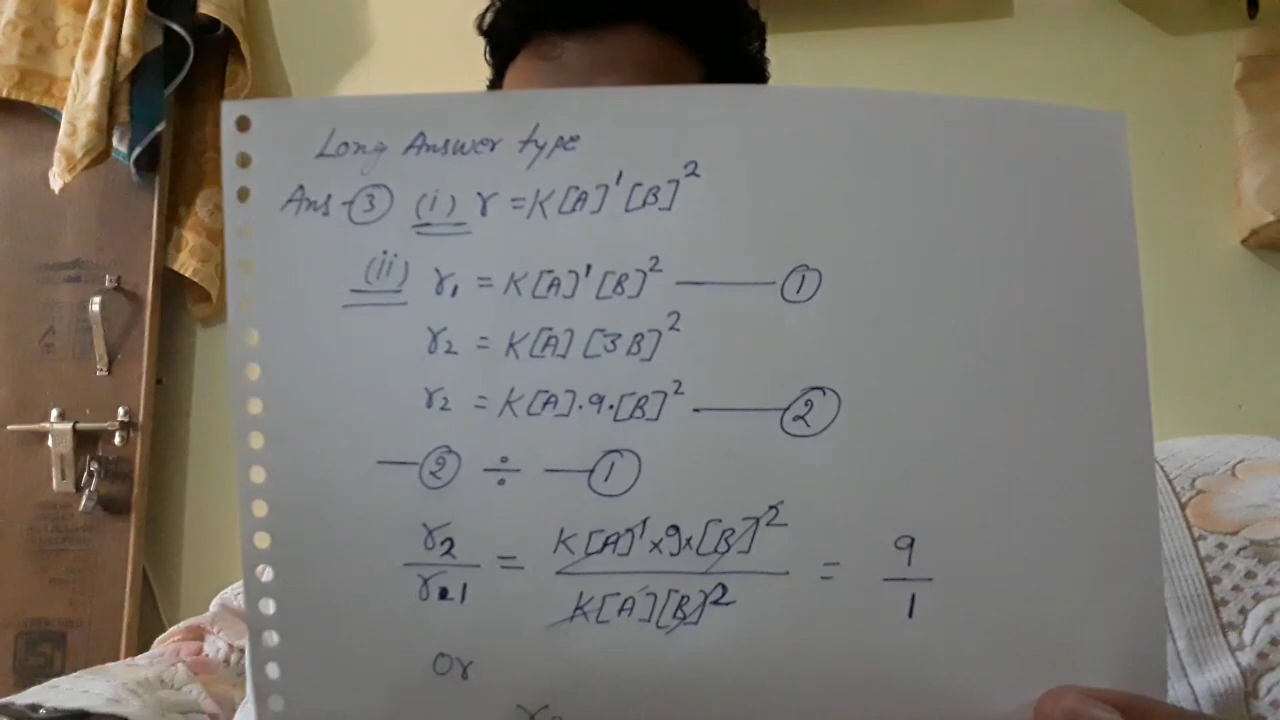 Long Answer type
Ans-③ (i) r = K[A]¹[B]²
(ii) r₁ = K[A]¹[B]² —— ①
r₂ = K[A][3B]²
r₂ = K[A].9.[B]² —— ②
—② ÷ —①
r₂/r₁ = K[A]¹×9×[B]²/K[A][B]² = 9/1
Or